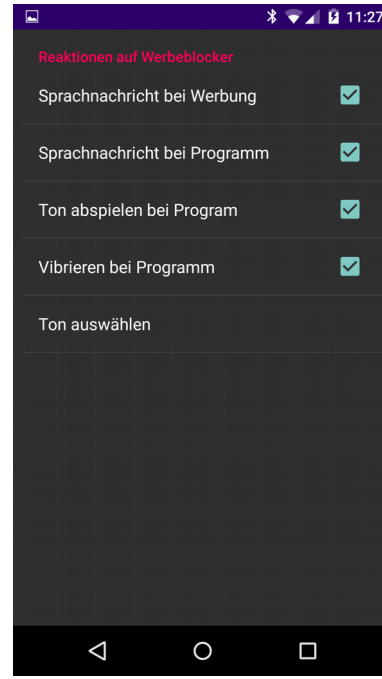 11:27
Reaktionen auf Werbeblocker
Sprachnachricht bei Werbung
Sprachnachricht bei Programm
Ton abspielen bei Program
Vibrieren bei Programm
Ton auswählen